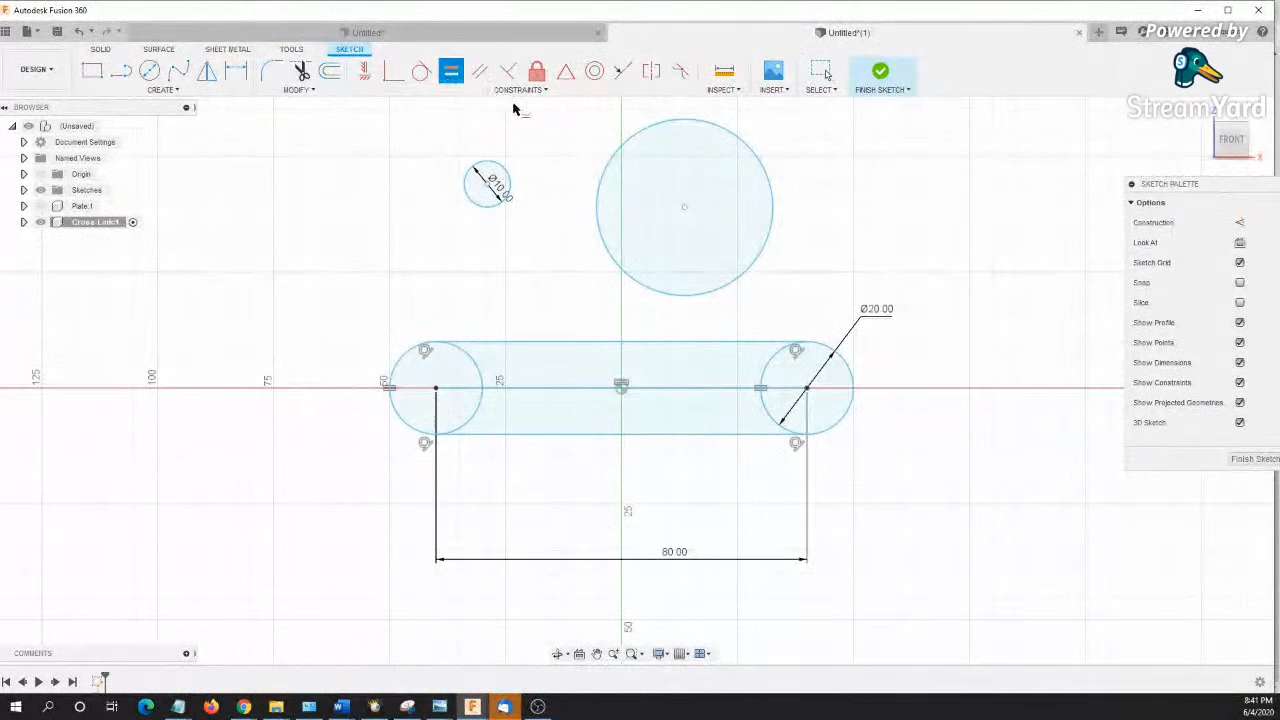 Autodesk Fusion 360
Untitled*
Untitled*(1)
Powered by
StreamYard
SOLID
SURFACE
SHEET METAL
TOOLS
SKETCH
DESIGN
CREATE
MODIFY
CONSTRAINTS
INSPECT
INSERT
SELECT
FINISH SKETCH
BROWSER
(Unsaved)
Document Settings
Named Views
Origin
Sketches
Plate:1
Cross-Link:1
FRONT
Z
X
SKETCH PALETTE
Options
Construction
Look At
Sketch Grid
Snap
Slice
Show Profile
Show Points
Show Dimensions
Show Constraints
Show Projected Geometries
3D Sketch
Finish Sketch
Ø10.00
Ø20.00
125
100
75
50
25
80.00
25
50
COMMENTS
8:41 PM
6/4/2020